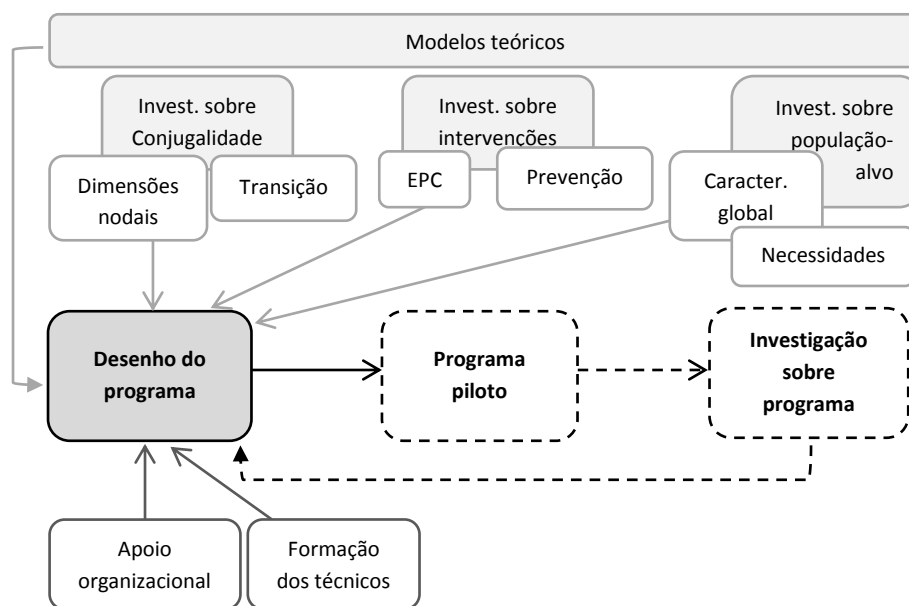 Modelos teóricos
Invest. sobre
Conjugalidade
Dimensões
nodais
Transição
Invest. sobre
intervenções
EPC
Prevenção
Invest. sobre
população-
alvo
Caracter.
global
Necessidades
Desenho do
programa
Programa
piloto
Investigação
sobre
programa
Apoio
organizacional
Formação
dos técnicos